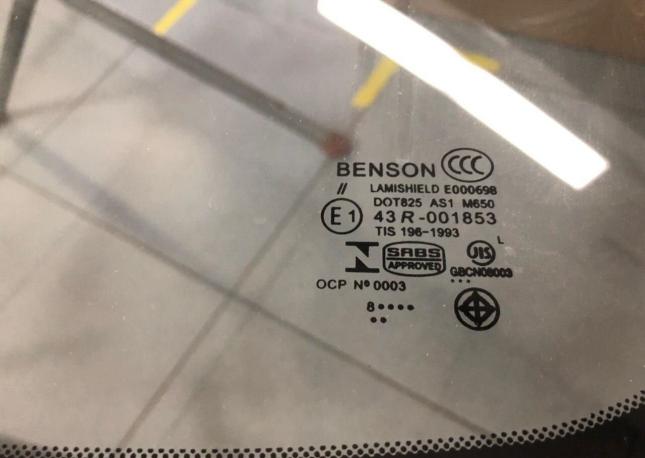 BENSON CCC
// LAMISHIELD E000698
DOT825 AS1 M650
E1 43R-001853
TIS 196-1993
L
N SABS APPROVED JIS
GBCN08003
OCP Nº 0003
8